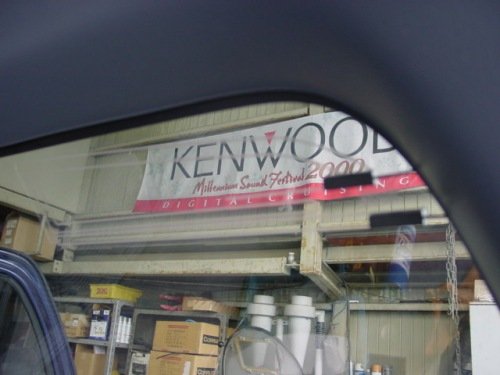 KENWOOD
Millennium Sound Festival 2000
DIGITAL CRUISING